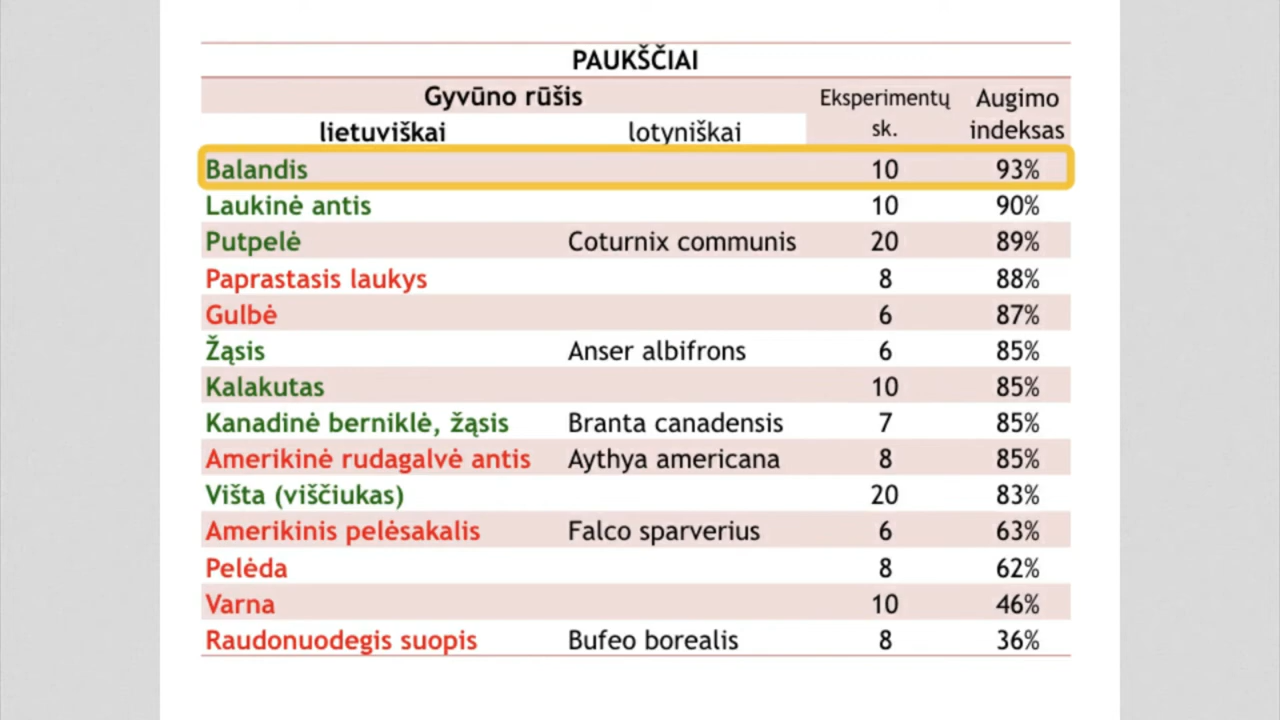 PAUKŠČIAI
Gyvūno rūšis Eksperimentų sk. Augimo indeksas
lietuviškai lotyniškai
Balandis 10 93%
Laukinė antis 10 90%
Putpelė Coturnix communis 20 89%
Paprastasis laukys 8 88%
Gulbė 6 87%
Žąsis Anser albifrons 6 85%
Kalakutas 10 85%
Kanadinė berniklė, žąsis Branta canadensis 7 85%
Amerikinė rudagalvė antis Aythya americana 8 85%
Višta (viščiukas) 20 83%
Amerikinis pelėsakalis Falco sparverius 6 63%
Pelėda 8 62%
Varna 10 46%
Raudonuodegis suopis Bufeo borealis 8 36%